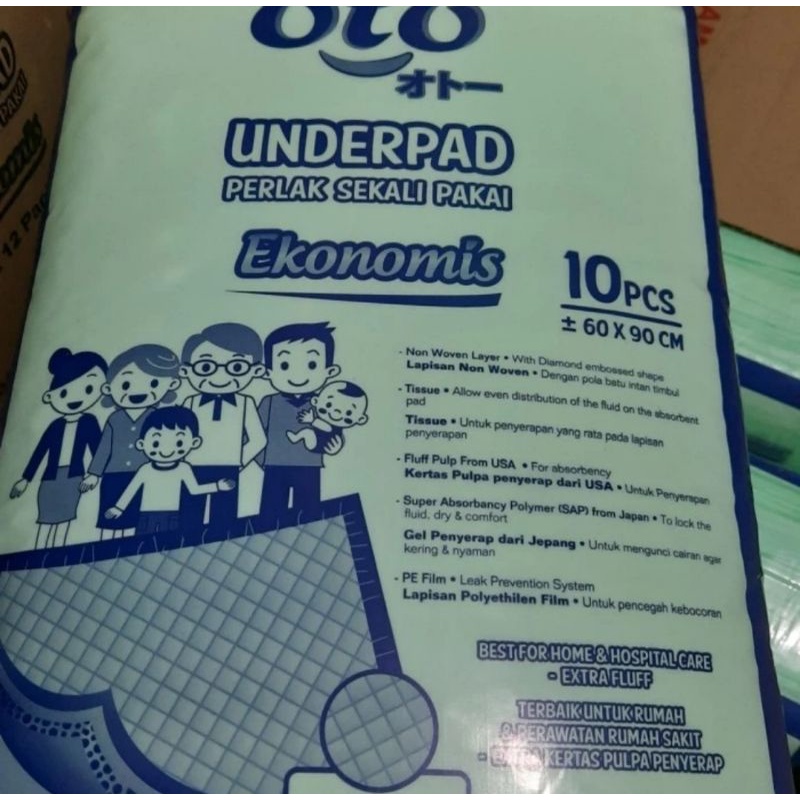 oto
オトー
UNDERPAD
PERLAK SEKALI PAKAI
Ekonomis
10 PCS
± 60 X 90 CM
- Non Woven Layer • With Diamond embossed shape
Lapisan Non Woven • Dengan pola batu intan timbul
- Tissue • Allow even distribution of the fluid on the absorbent
pad
Tissue • Untuk penyerapan yang rata pada lapisan
penyerapan
- Fluff Pulp From USA • For absorbency
Kertas Pulpa penyerap dari USA • Untuk Penyerapan
- Super Absorbancy Polymer (SAP) from Japan • To lock the
fluid, dry & comfort
Gel Penyerap dari Jepang • Untuk mengunci cairan agar
kering & nyaman
- PE Film • Leak Prevention System
Lapisan Polyethilen Film • Untuk pencegah kebocoran
BEST FOR HOME & HOSPITAL CARE
- EXTRA FLUFF
TERBAIK UNTUK RUMAH
& PERAWATAN RUMAH SAKIT
- EXTRA KERTAS PULPA PENYERAP
PAKAI
12